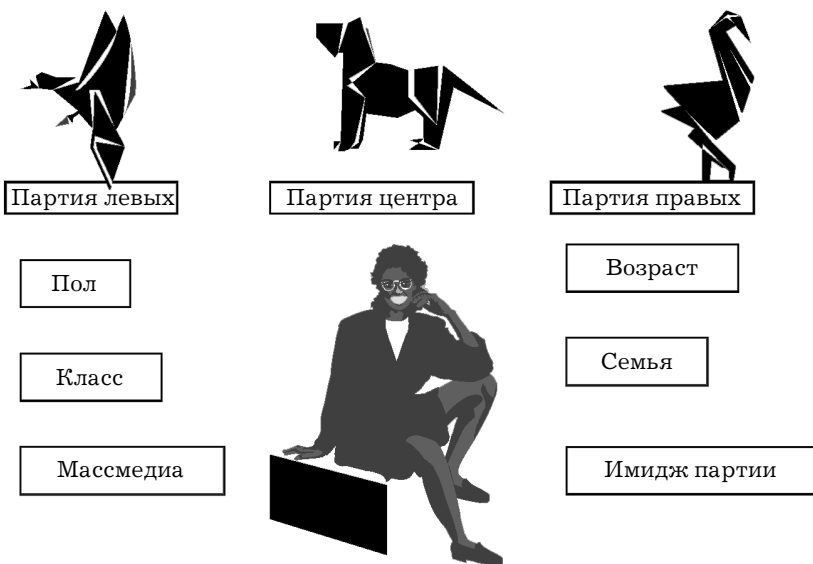 Партия левых
Партия центра
Партия правых
Пол
Возраст
Класс
Семья
Массмедиа
Имидж партии